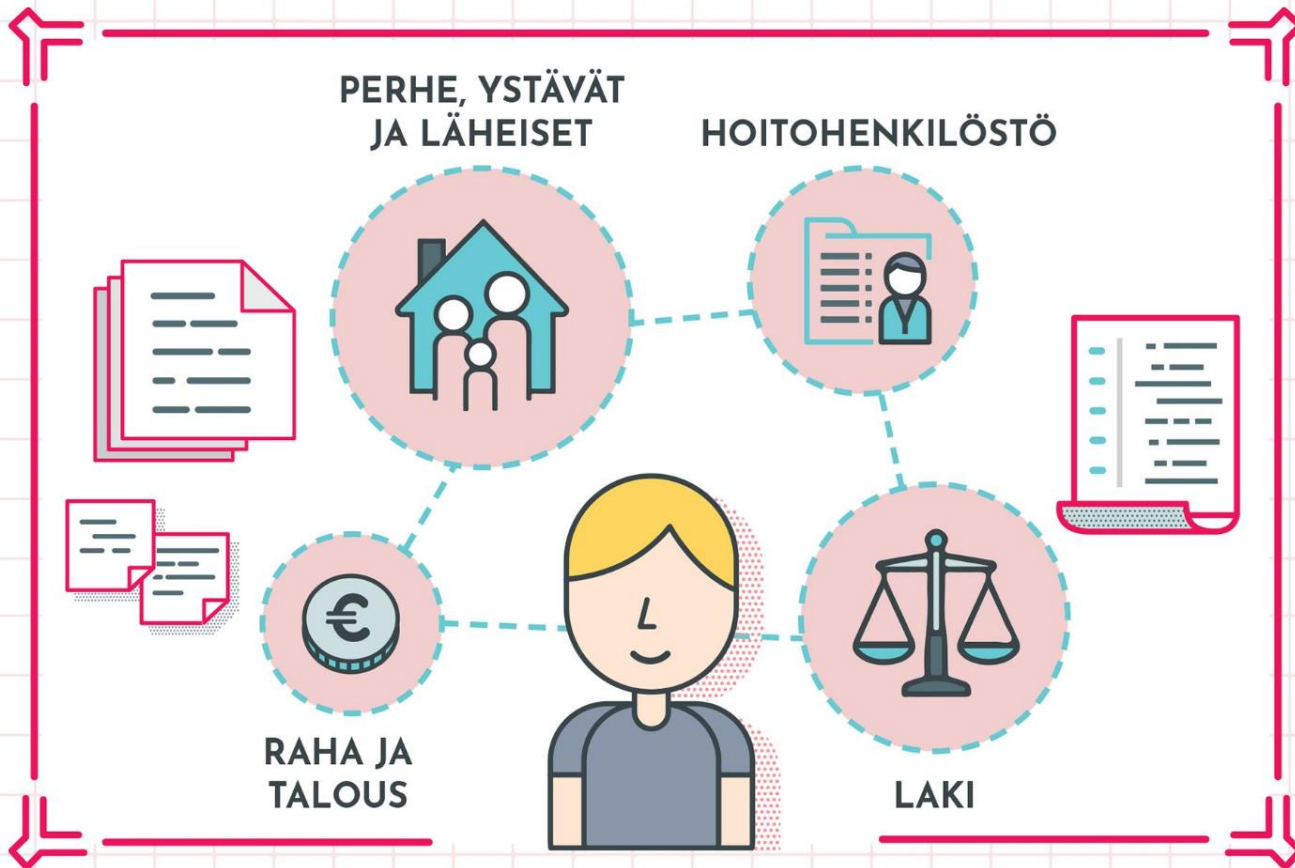 PERHE, YSTÄVÄT
JA LÄHEISET
HOITOHENKILÖSTÖ
€
RAHA JA
TALOUS
LAKI